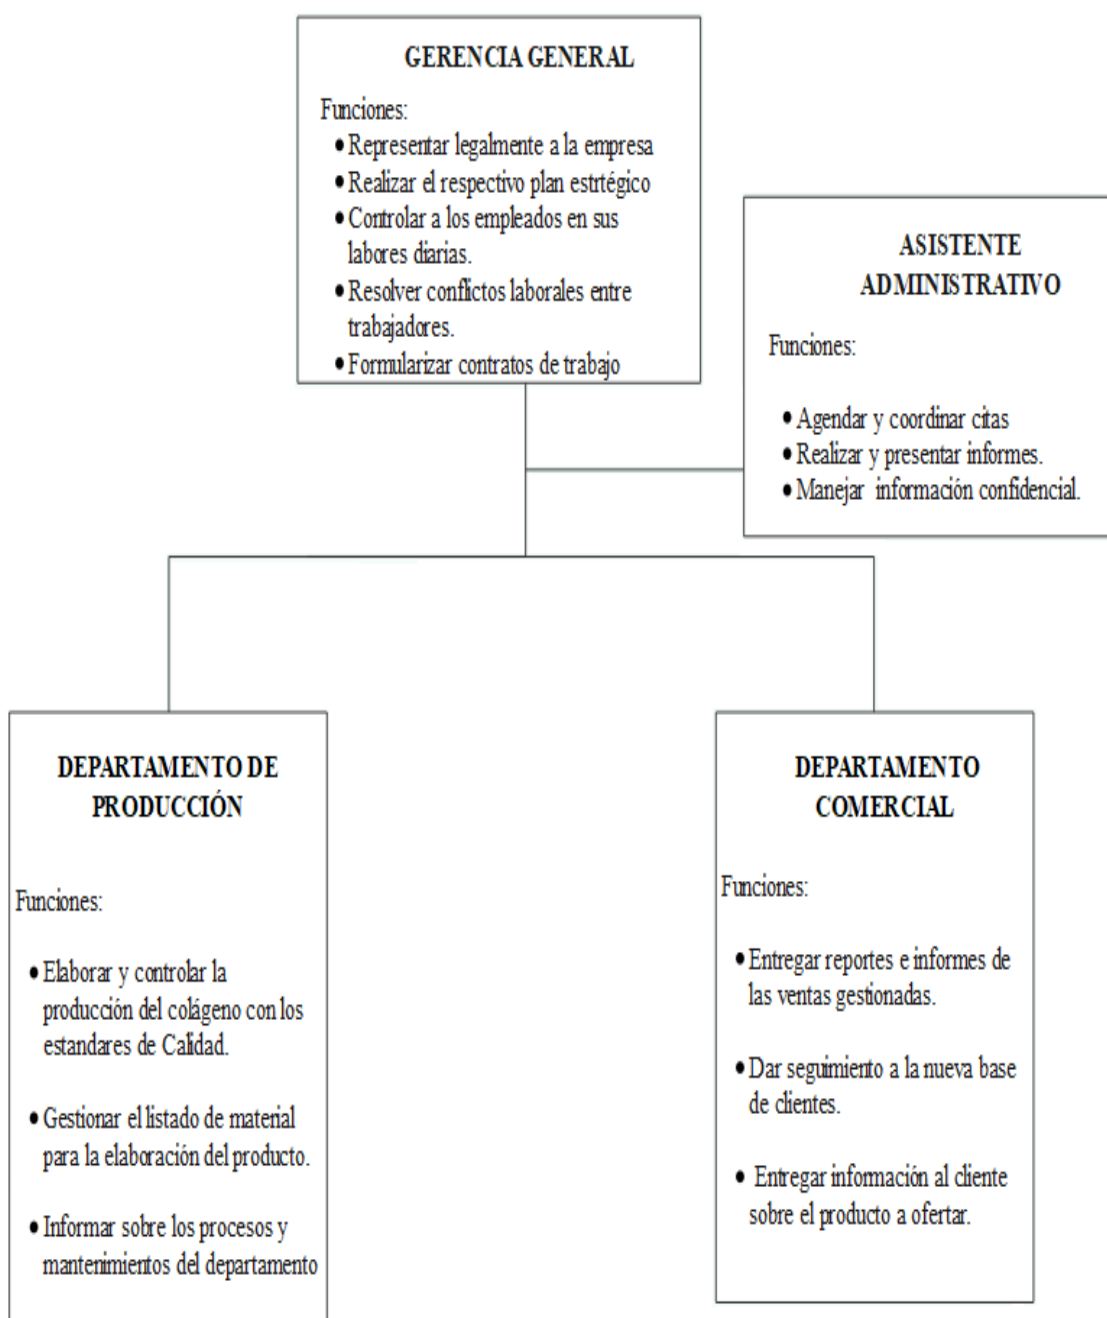 GERENCIA GENERAL
Funciones:
• Representar legalmente a la empresa
• Realizar el respectivo plan estrtégico
• Controlar a los empleados en sus
labores diarias.
• Resolver conflictos laborales entre
trabajadores.
• Formularizar contratos de trabajo
ASISTENTE
ADMINISTRATIVO
Funciones:
• Agendar y coordinar citas
• Realizar y presentar informes.
• Manejar información confidencial.
DEPARTAMENTO DE
PRODUCCIÓN
Funciones:
• Elaborar y controlar la
producción del colágeno con los
estandares de Calidad.
• Gestionar el listado de material
para la elaboración del producto.
• Informar sobre los procesos y
mantenimientos del departamento
DEPARTAMENTO
COMERCIAL
Funciones:
• Entregar reportes e informes de
las ventas gestionadas.
• Dar seguimiento a la nueva base
de clientes.
• Entregar información al cliente
sobre el producto a ofertar.